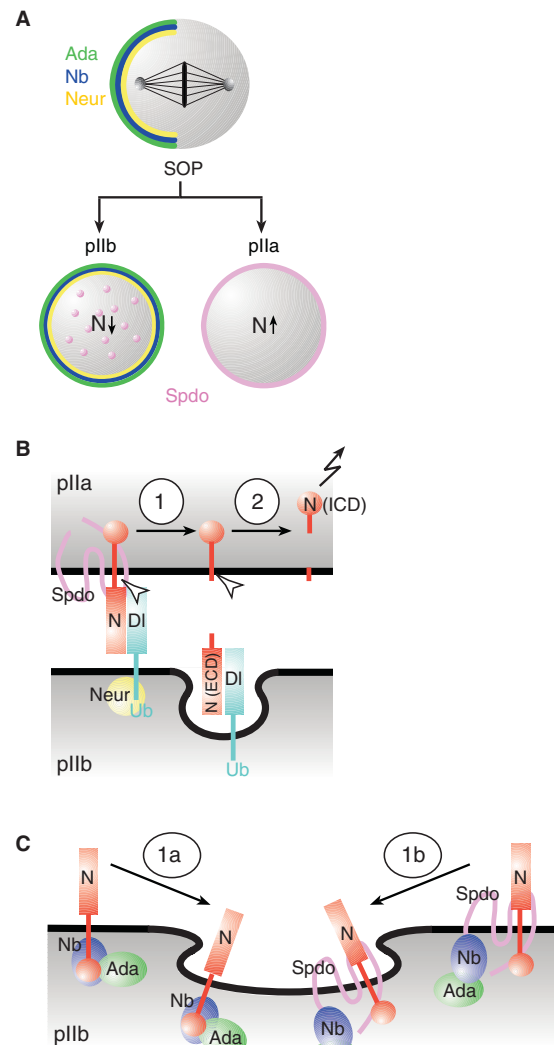 A
Ada
Nb
Neur
SOP
pIIb
pIIa
N
N
Spdo
B
pIIa
1
2
N (ICD)
Spdo
N
Dl
N (ECD)
Dl
Neur
Ub
Ub
pIIb
C
N
1a
1b
N
Spdo
N
N
Nb
Ada
Spdo
Nb
Ada
Nb
Ada
Nb
pIIb